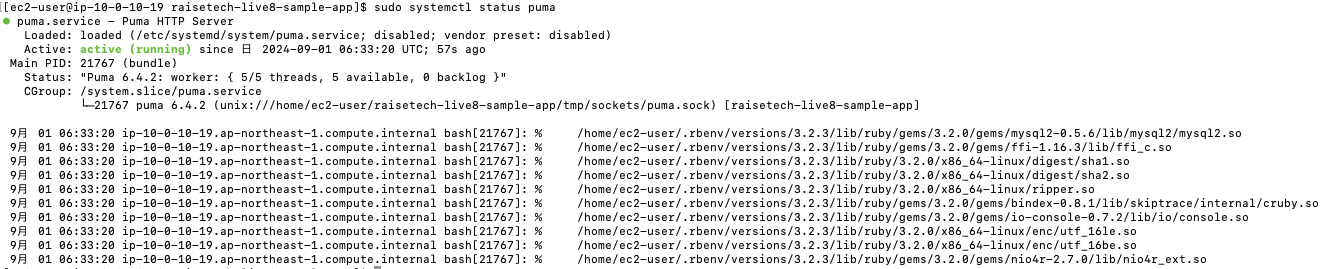 [[ec2-user@ip-10-0-10-19 raisetech-live8-sample-app]$ sudo systemctl status puma
● puma.service - Puma HTTP Server
Loaded: loaded (/etc/systemd/system/puma.service; disabled; vendor preset: disabled)
Active: active (running) since 日 2024-09-01 06:33:20 UTC; 57s ago
Main PID: 21767 (bundle)
Status: "Puma 6.4.2: worker: { 5/5 threads, 5 available, 0 backlog }"
CGroup: /system.slice/puma.service
└─21767 puma 6.4.2 (unix:///home/ec2-user/raisetech-live8-sample-app/tmp/sockets/puma.sock) [raisetech-live8-sample-app]
9月 01 06:33:20 ip-10-0-10-19.ap-northeast-1.compute.internal bash[21767]: % /home/ec2-user/.rbenv/versions/3.2.3/lib/ruby/gems/3.2.0/gems/mysql2-0.5.6/lib/mysql2/mysql2.so
9月 01 06:33:20 ip-10-0-10-19.ap-northeast-1.compute.internal bash[21767]: % /home/ec2-user/.rbenv/versions/3.2.3/lib/ruby/gems/3.2.0/gems/ffi-1.16.3/lib/ffi_c.so
9月 01 06:33:20 ip-10-0-10-19.ap-northeast-1.compute.internal bash[21767]: % /home/ec2-user/.rbenv/versions/3.2.3/lib/ruby/3.2.0/x86_64-linux/digest/sha1.so
9月 01 06:33:20 ip-10-0-10-19.ap-northeast-1.compute.internal bash[21767]: % /home/ec2-user/.rbenv/versions/3.2.3/lib/ruby/3.2.0/x86_64-linux/digest/sha2.so
9月 01 06:33:20 ip-10-0-10-19.ap-northeast-1.compute.internal bash[21767]: % /home/ec2-user/.rbenv/versions/3.2.3/lib/ruby/3.2.0/x86_64-linux/ripper.so
9月 01 06:33:20 ip-10-0-10-19.ap-northeast-1.compute.internal bash[21767]: % /home/ec2-user/.rbenv/versions/3.2.3/lib/ruby/gems/3.2.0/gems/bindex-0.8.1/lib/skiptrace/internal/cruby.so
9月 01 06:33:20 ip-10-0-10-19.ap-northeast-1.compute.internal bash[21767]: % /home/ec2-user/.rbenv/versions/3.2.3/lib/ruby/gems/3.2.0/gems/io-console-0.7.2/lib/io/console.so
9月 01 06:33:20 ip-10-0-10-19.ap-northeast-1.compute.internal bash[21767]: % /home/ec2-user/.rbenv/versions/3.2.3/lib/ruby/3.2.0/x86_64-linux/enc/utf_16le.so
9月 01 06:33:20 ip-10-0-10-19.ap-northeast-1.compute.internal bash[21767]: % /home/ec2-user/.rbenv/versions/3.2.3/lib/ruby/3.2.0/x86_64-linux/enc/utf_16be.so
9月 01 06:33:20 ip-10-0-10-19.ap-northeast-1.compute.internal bash[21767]: % /home/ec2-user/.rbenv/versions/3.2.3/lib/ruby/gems/3.2.0/gems/nio4r-2.7.0/lib/nio4r_ext.so